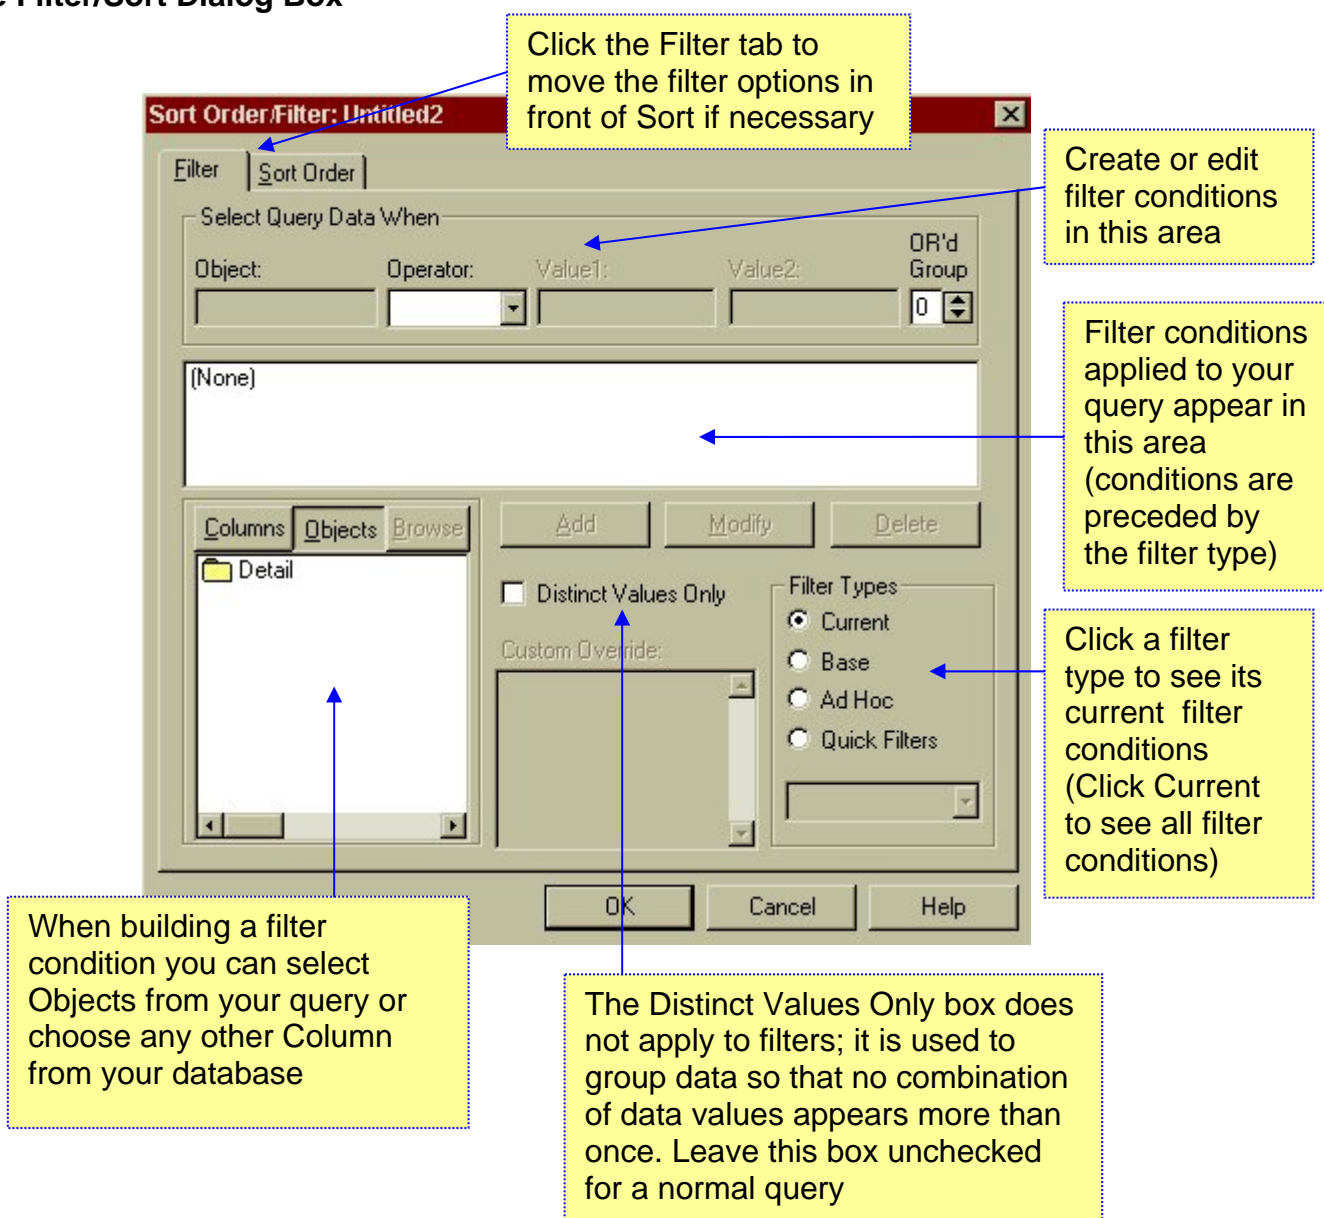 e Filter/Sort Dialog Box
Click the Filter tab to
move the filter options in
front of Sort if necessary
Sort Order/Filter: Untitled2
Filter
Sort Order
Create or edit
filter conditions
in this area
Select Query Data When
Object:
Operator:
Value1:
Value2:
OR'd
Group
0
Filter conditions
applied to your
query appear in
this area
(conditions are
preceded by
the filter type)
(None)
Columns
Objects
Browse
Add
Modify
Delete
Detail
Distinct Values Only
Custom Override:
Filter Types
Current
Base
Ad Hoc
Quick Filters
Click a filter
type to see its
current  filter
conditions
(Click Current
to see all filter
conditions)
OK
Cancel
Help
When building a filter
condition you can select
Objects from your query or
choose any other Column
from your database
The Distinct Values Only box does
not apply to filters; it is used to
group data so that no combination
of data values appears more than
once. Leave this box unchecked
for a normal query